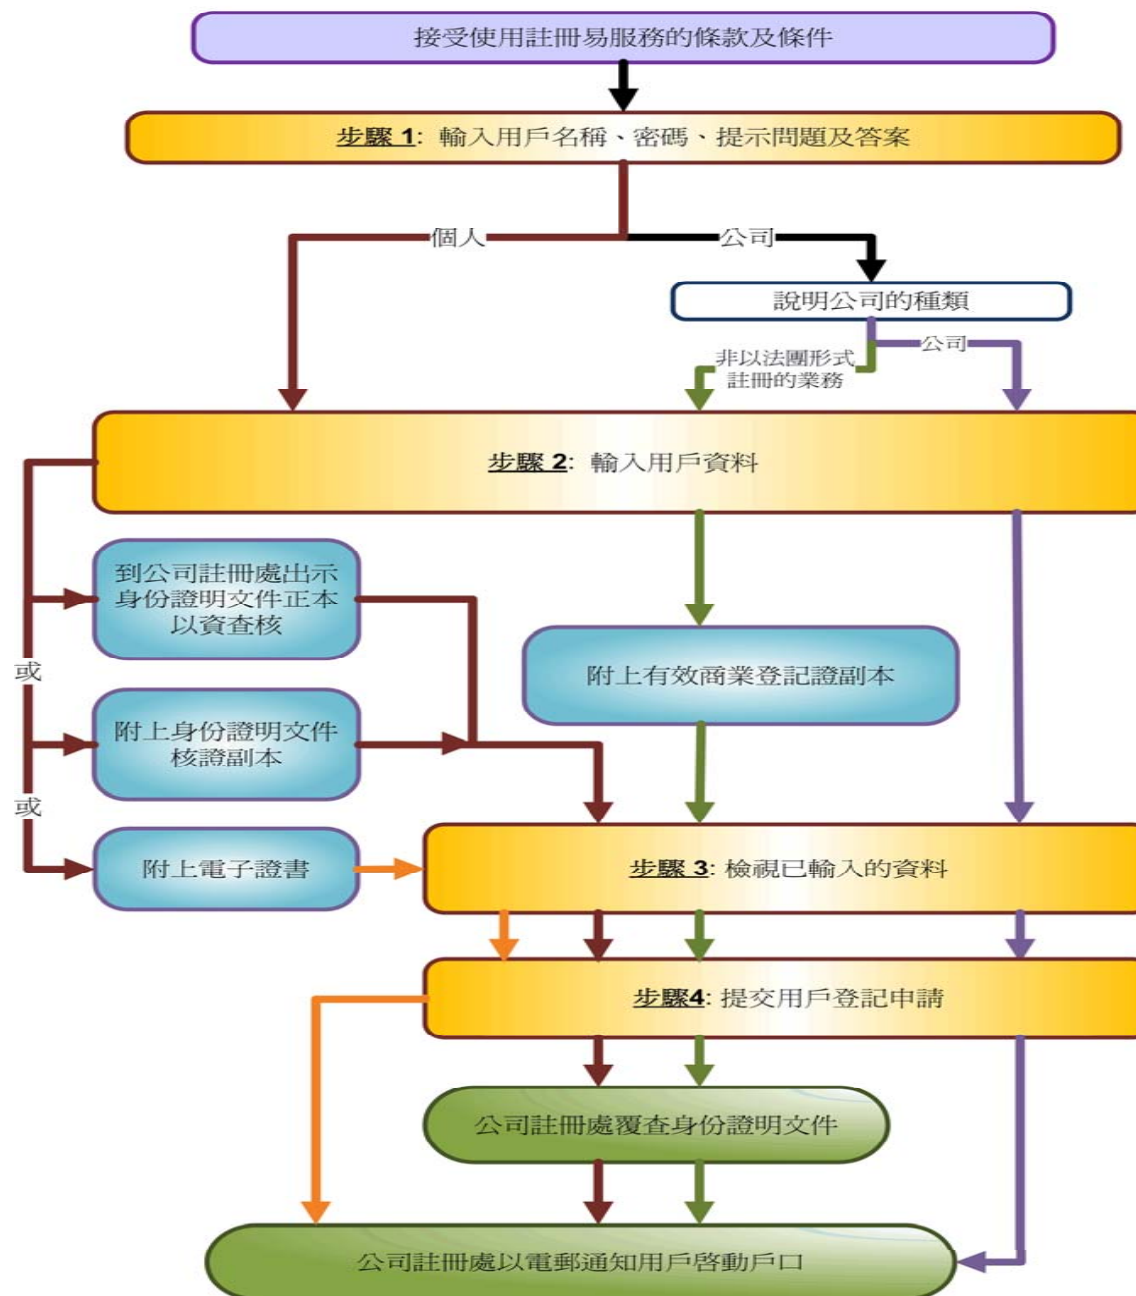 接受使用註冊易服務的條款及條件
步驟 1: 輸入用戶名稱、密碼、提示問題及答案
個人
公司
說明公司的種類
公司
非以法團形式
註冊的業務
步驟 2: 輸入用戶資料
到公司註冊處出示
身份證明文件正本
以資查核
或
附上有效商業登記證副本
附上身份證明文件
核證副本
或
附上電子證書
步驟 3: 檢視已輸入的資料
步驟4: 提交用戶登記申請
公司註冊處覆查身份證明文件
公司註冊處以電郵通知用戶啓動戶口